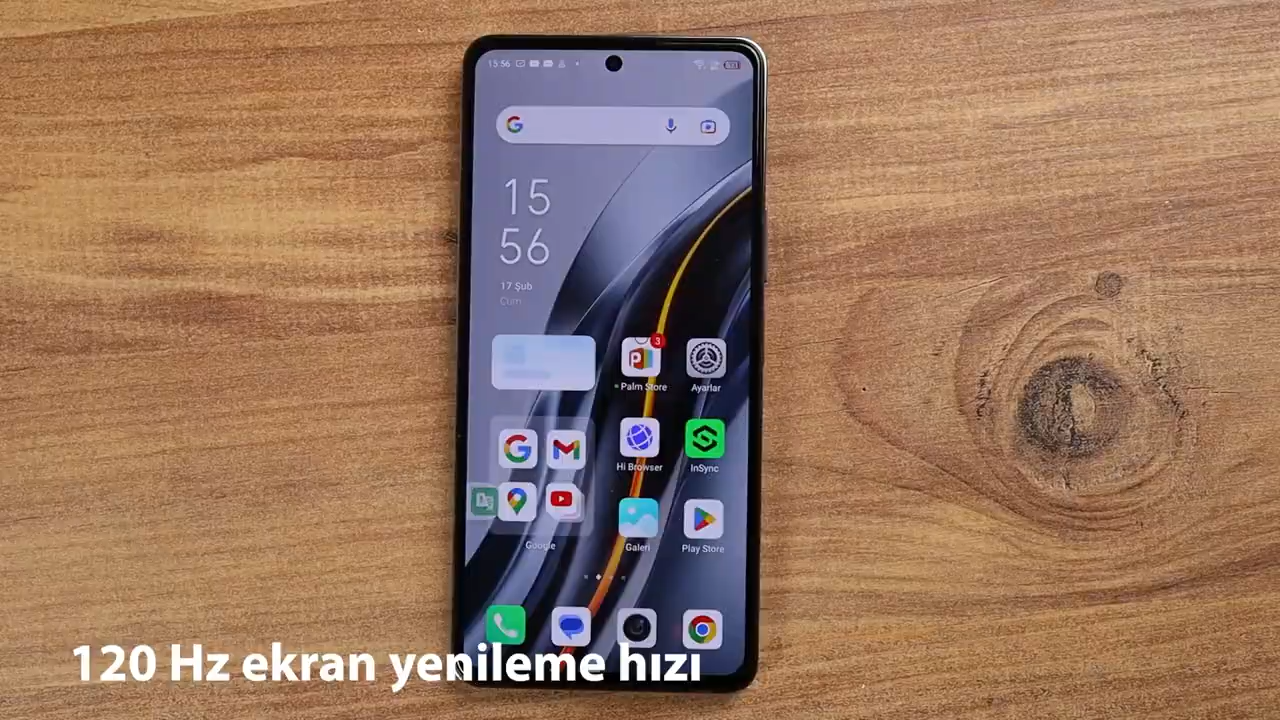 15:56
15
56
17 Şub
Cum
3
Palm Store
Ayarlar
Hi Browser
InSync
Google
Galeri
Play Store
120 Hz ekran yenileme hızı